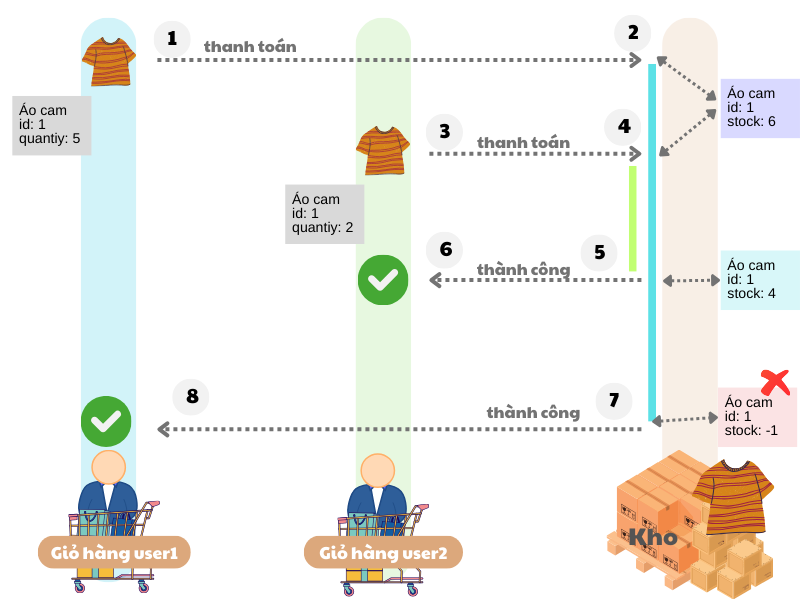 1
thanh toán
2
Áo cam
id: 1
stock: 6
Áo cam
id: 1
quantiy: 5
3
thanh toán
4
Áo cam
id: 1
quantiy: 2
6
thành công
5
Áo cam
id: 1
stock: 4
8
thành công
7
Áo cam
id: 1
stock: -1
Giỏ hàng user1
Giỏ hàng user2
Kho